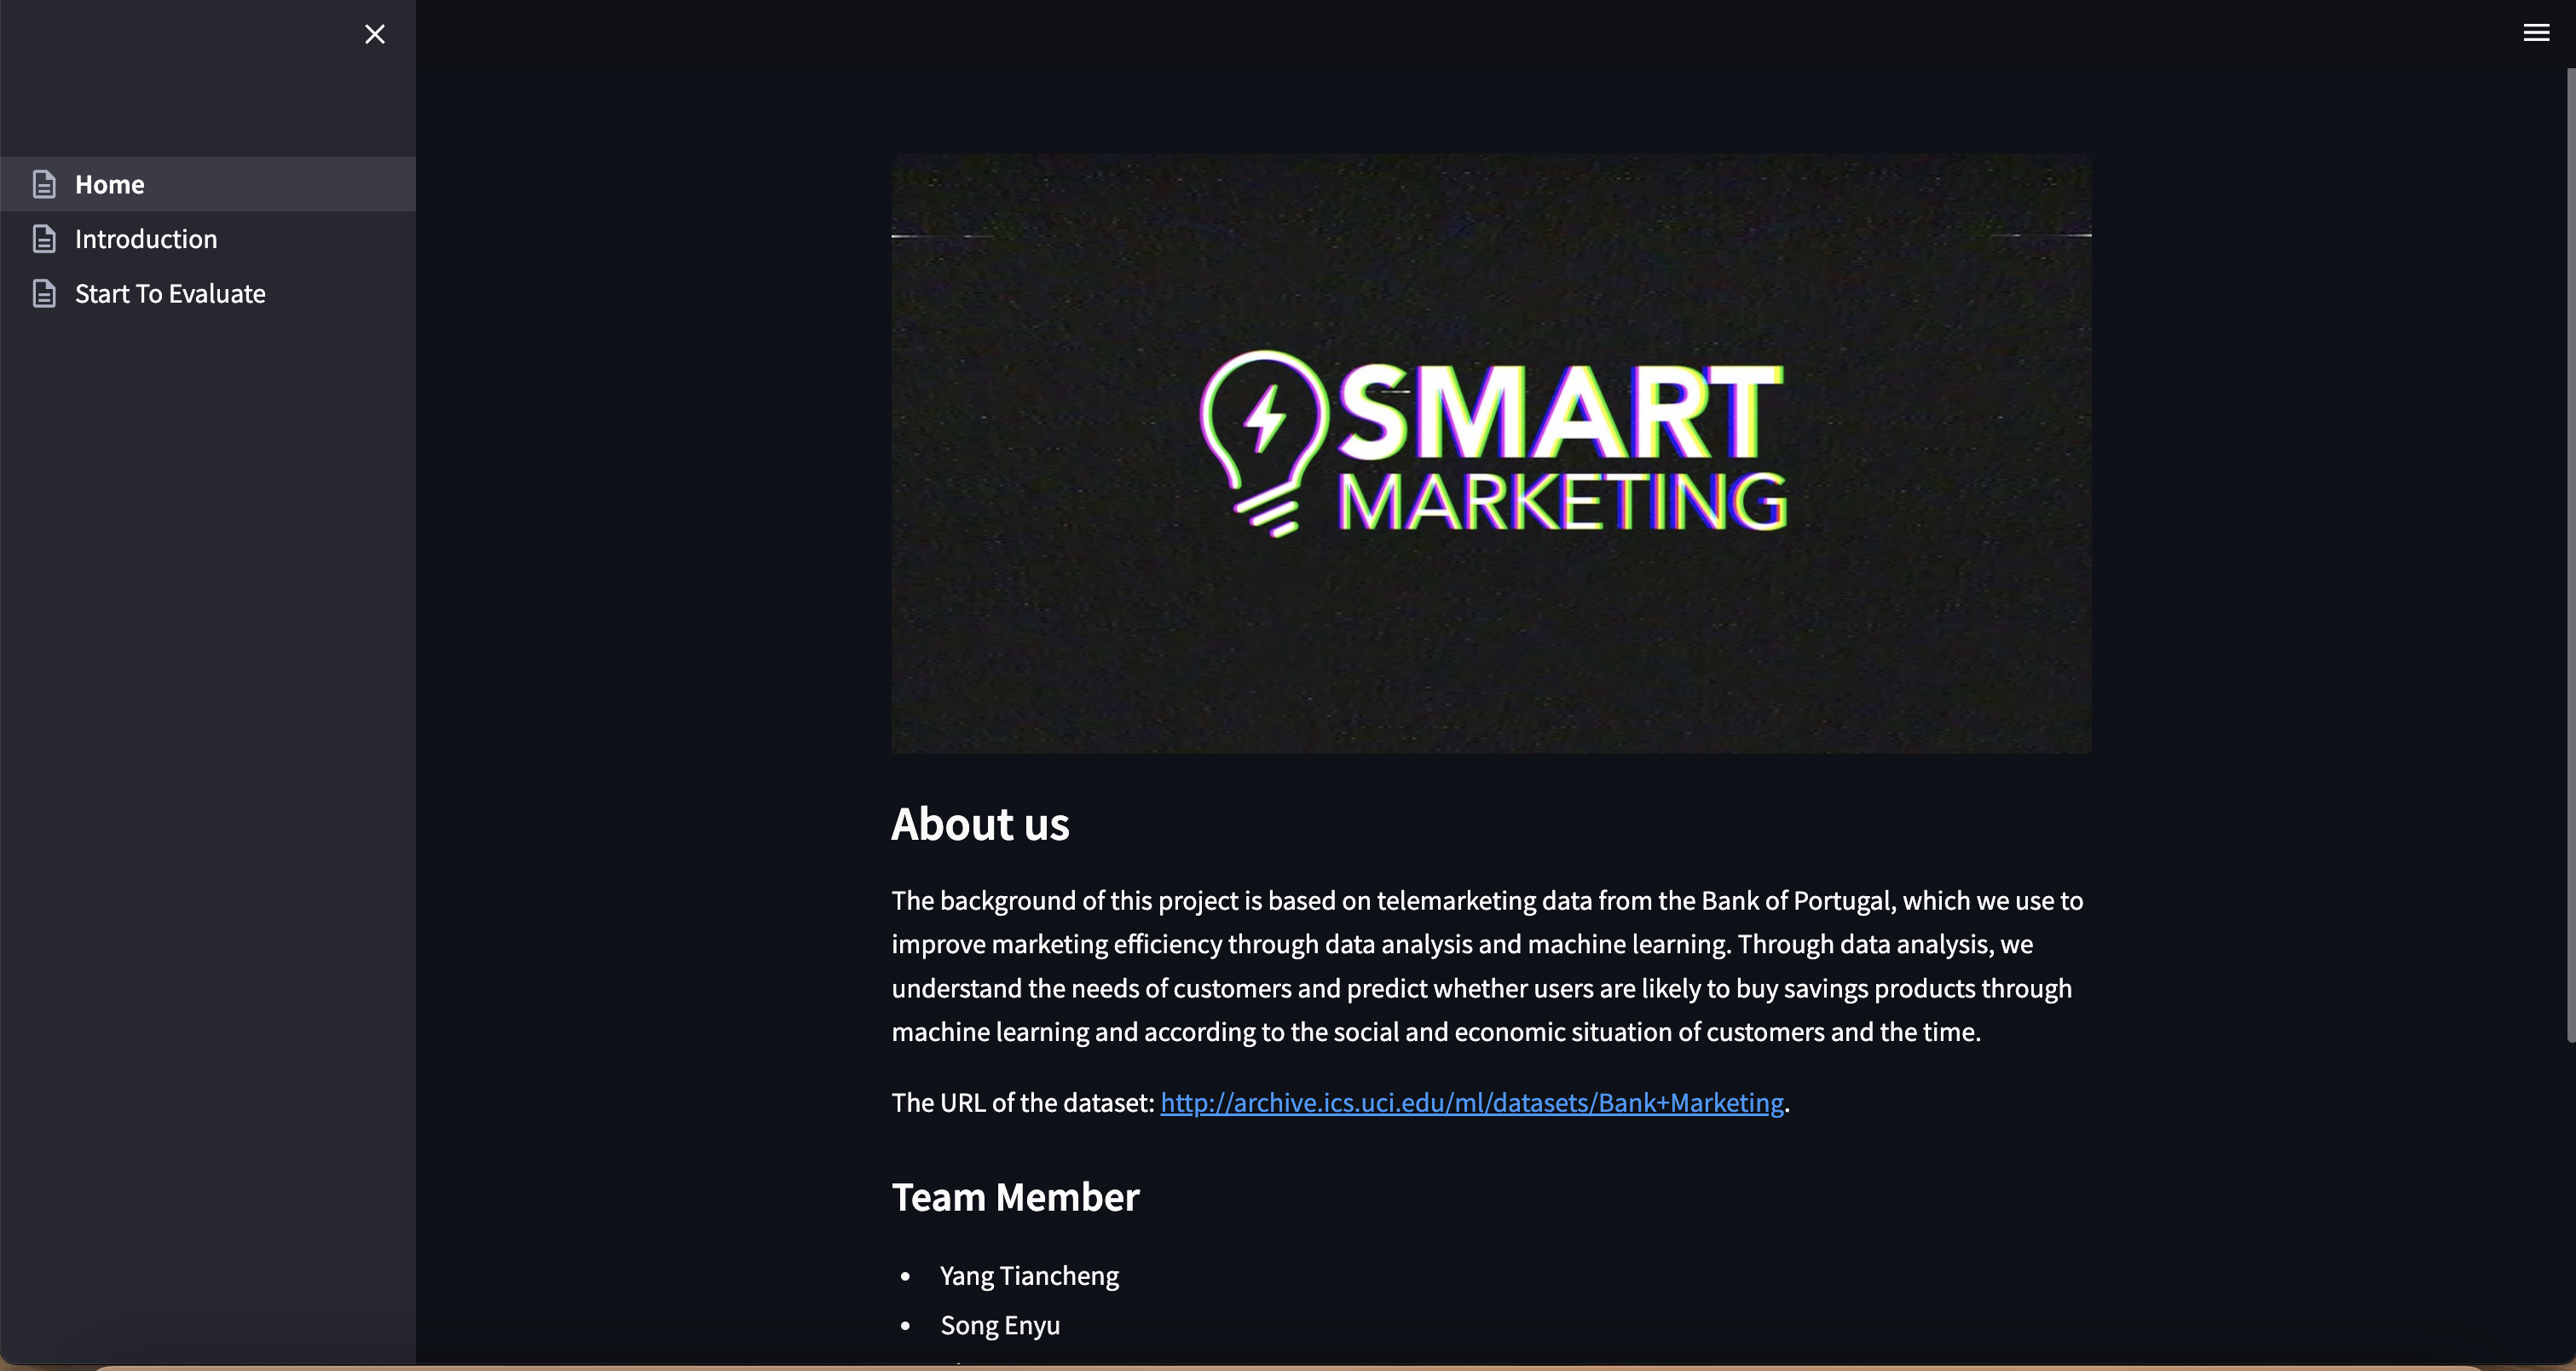 Home
Introduction
Start To Evaluate
SMART
MARKETING
About us
The background of this project is based on telemarketing data from the Bank of Portugal, which we use to
improve marketing efficiency through data analysis and machine learning. Through data analysis, we
understand the needs of customers and predict whether users are likely to buy savings products through
machine learning and according to the social and economic situation of customers and the time.
The URL of the dataset: http://archive.ics.uci.edu/ml/datasets/Bank+Marketing.
Team Member
• Yang Tiancheng
• Song Enyu